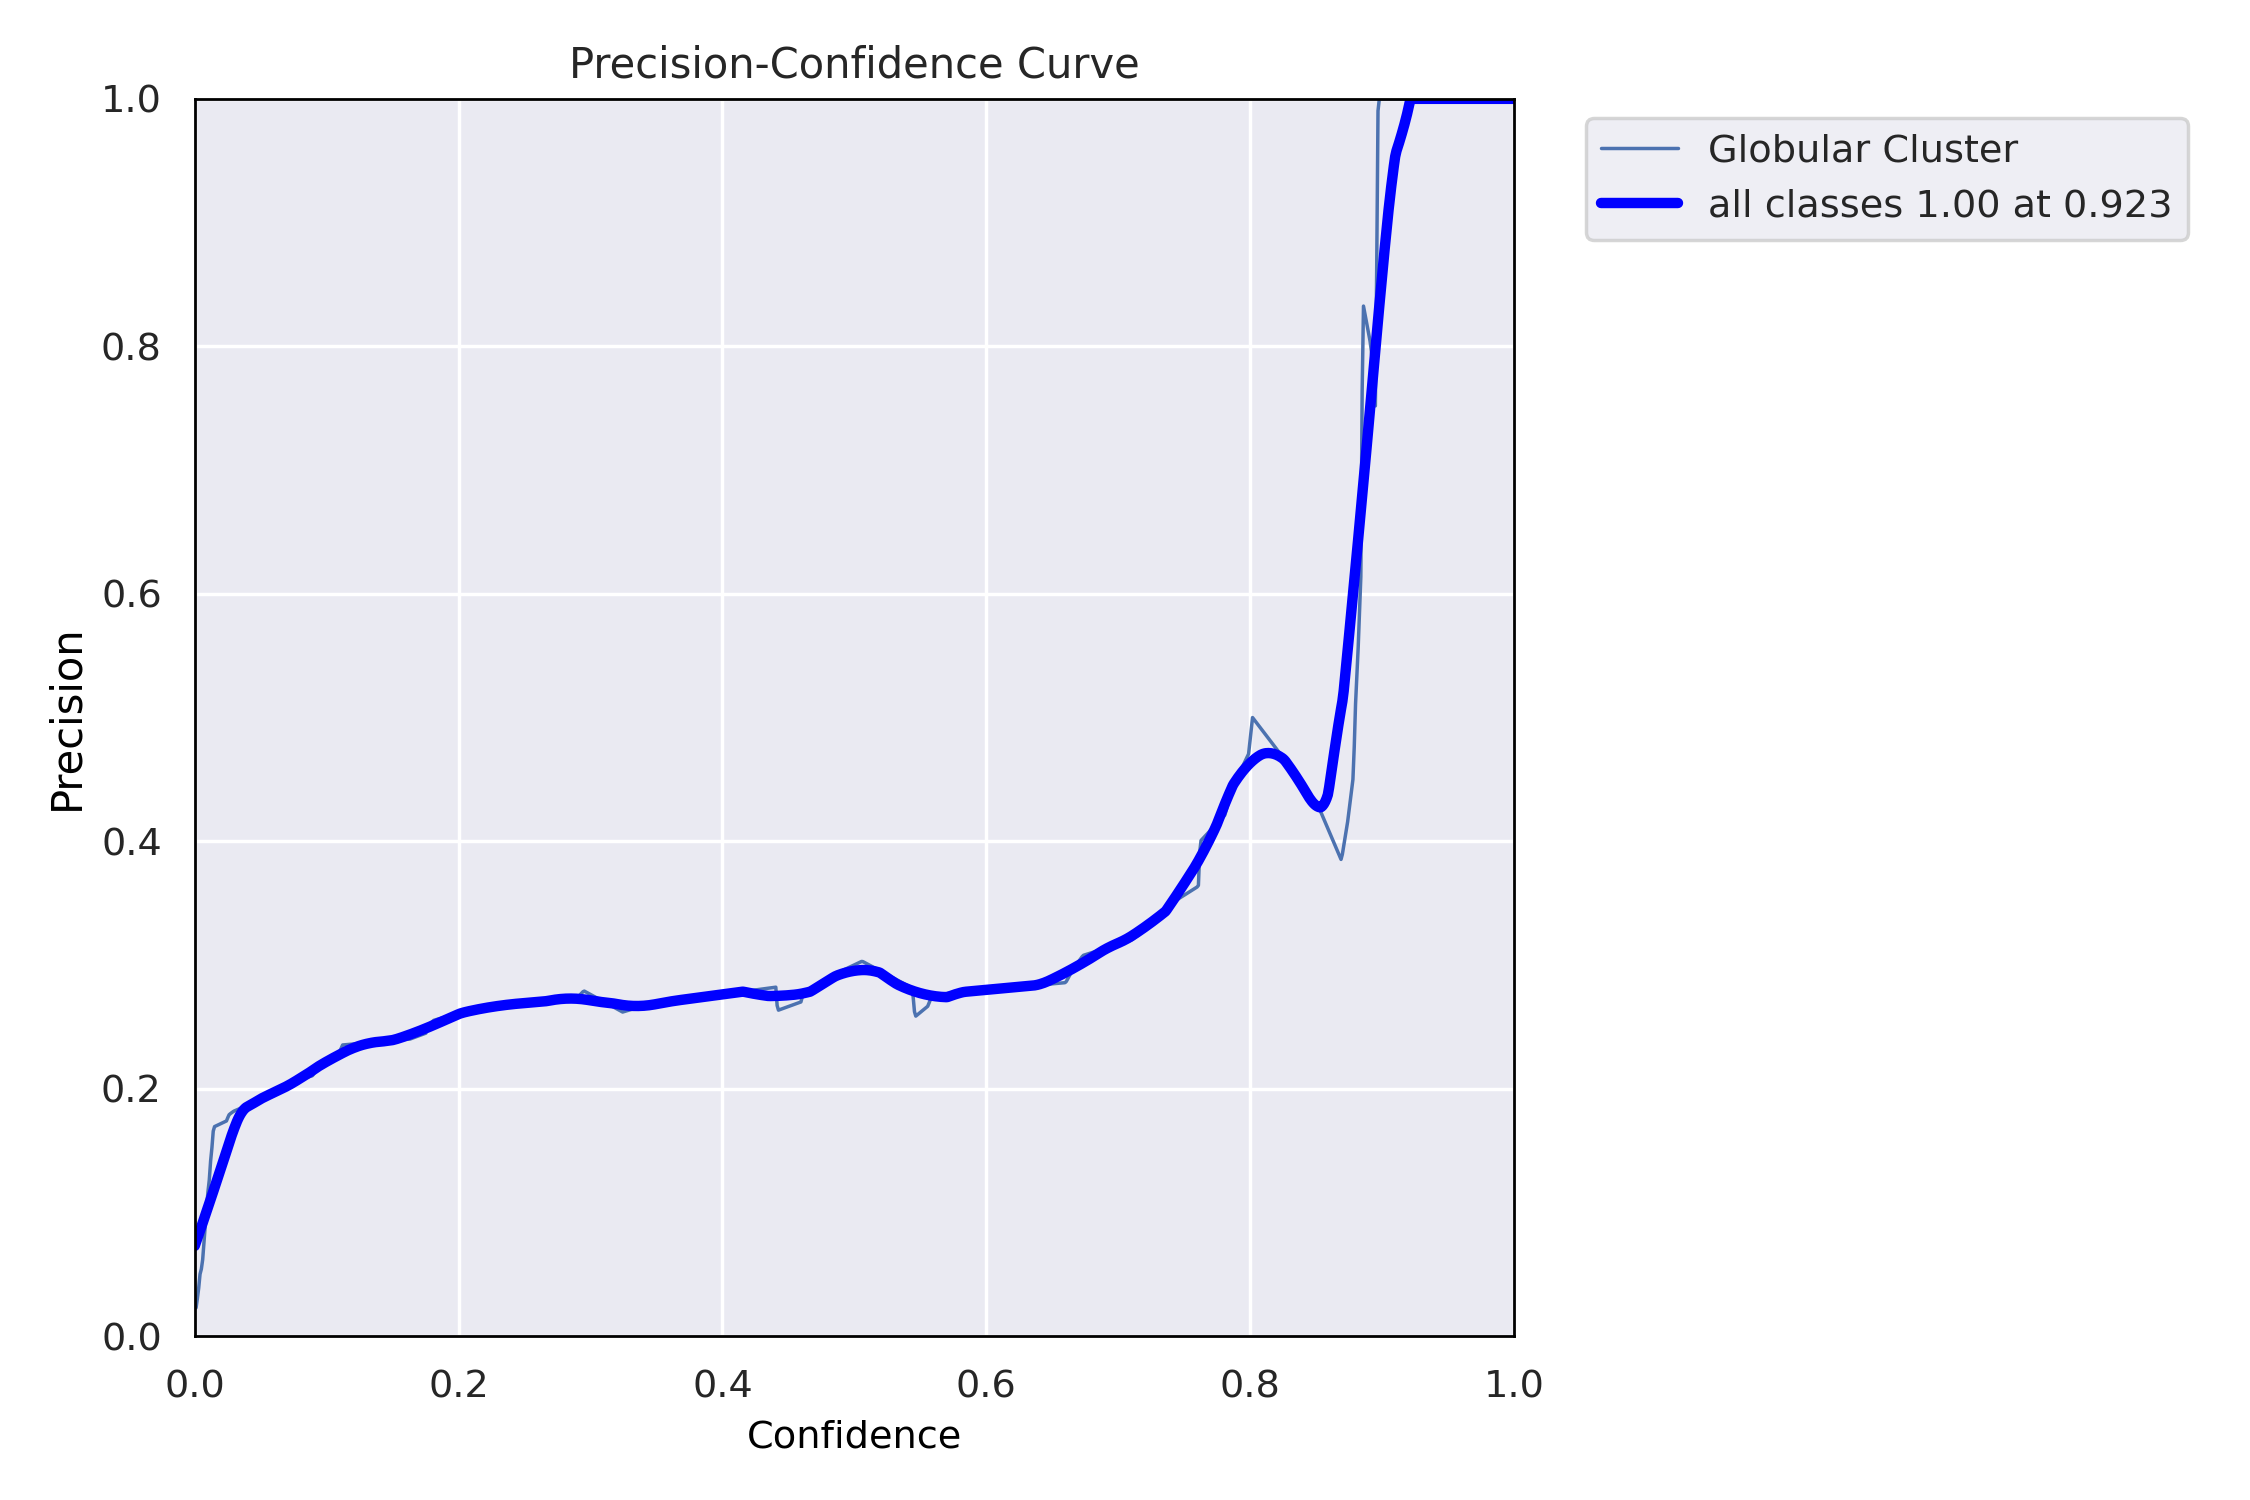 Precision-Confidence Curve
1.0
0.8
0.6
0.4
0.2
0.0
Precision
0.0 0.2 0.4 0.6 0.8 1.0
Confidence
Globular Cluster
all classes 1.00 at 0.923